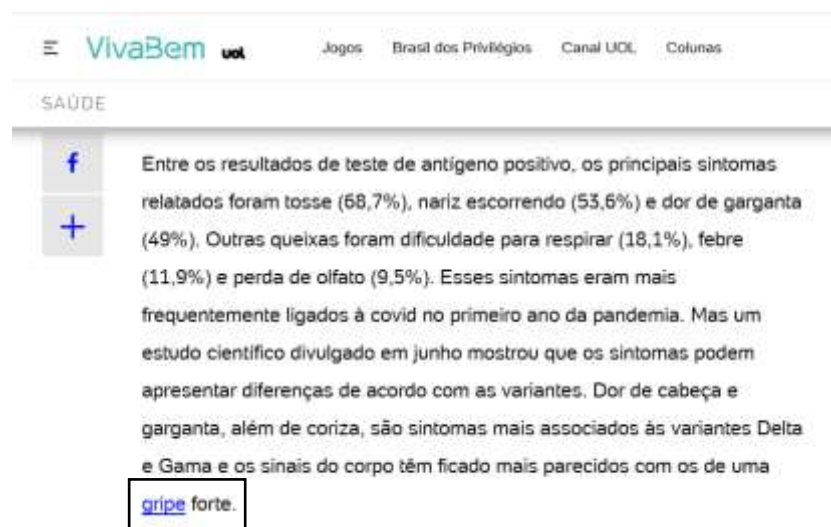 VivaBem uol
Jogos Brasil dos Privilégios Canal UOL Colunas
SAÚDE
f
Entre os resultados de teste de antígeno positivo, os principais sintomas
relatados foram tosse (68,7%), nariz escorrendo (53,6%) e dor de garganta
+
(49%). Outras queixas foram dificuldade para respirar (18,1%), febre
(11,9%) e perda de olfato (9,5%). Esses sintomas eram mais
frequentemente ligados à covid no primeiro ano da pandemia. Mas um
estudo científico divulgado em junho mostrou que os sintomas podem
apresentar diferenças de acordo com as variantes. Dor de cabeça e
garganta, além de coriza, são sintomas mais associados às variantes Delta
e Gama e os sinais do corpo têm ficado mais parecidos com os de uma
gripe forte.